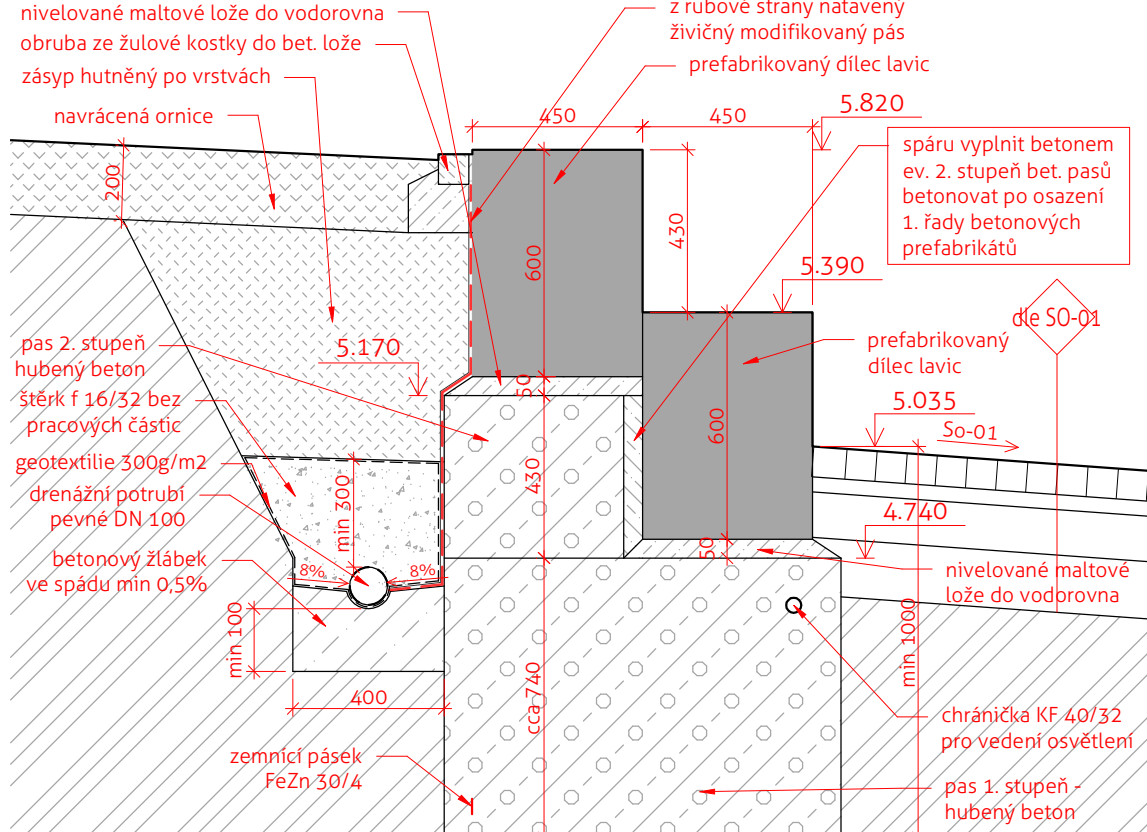 nivelované maltové lože do vodorovna
obruba ze žulové kostky do bet. lože
zásyp hutněný po vrstvách
navrácená ornice
z rubové strany natavený
živičný modifikovaný pás
prefabrikovaný dílec lavic
450
450
5.820
spáru vyplnit betonem
ev. 2. stupeň bet. pasů
betonovat po osazení
1. řady betonových
prefabrikátů
200
600
430
5.390
dle SO-01
pas 2. stupeň
hubený beton
5.170
prefabrikovaný
dílec lavic
50
štěrk f 16/32 bez
pracových částic
5.035
So-01
600
geotextilie 300g/m2
430
min 300
drenážní potrubí
pevné DN 100
4.740
50
betonový žlábek
ve spádu min 0,5%
8%
8%
nivelované maltové
lože do vodorovna
min 100
min 1000
400
cca 740
chránička KF 40/32
pro vedení osvětlení
zemnící pásek
FeZn 30/4
pas 1. stupeň -
hubený beton